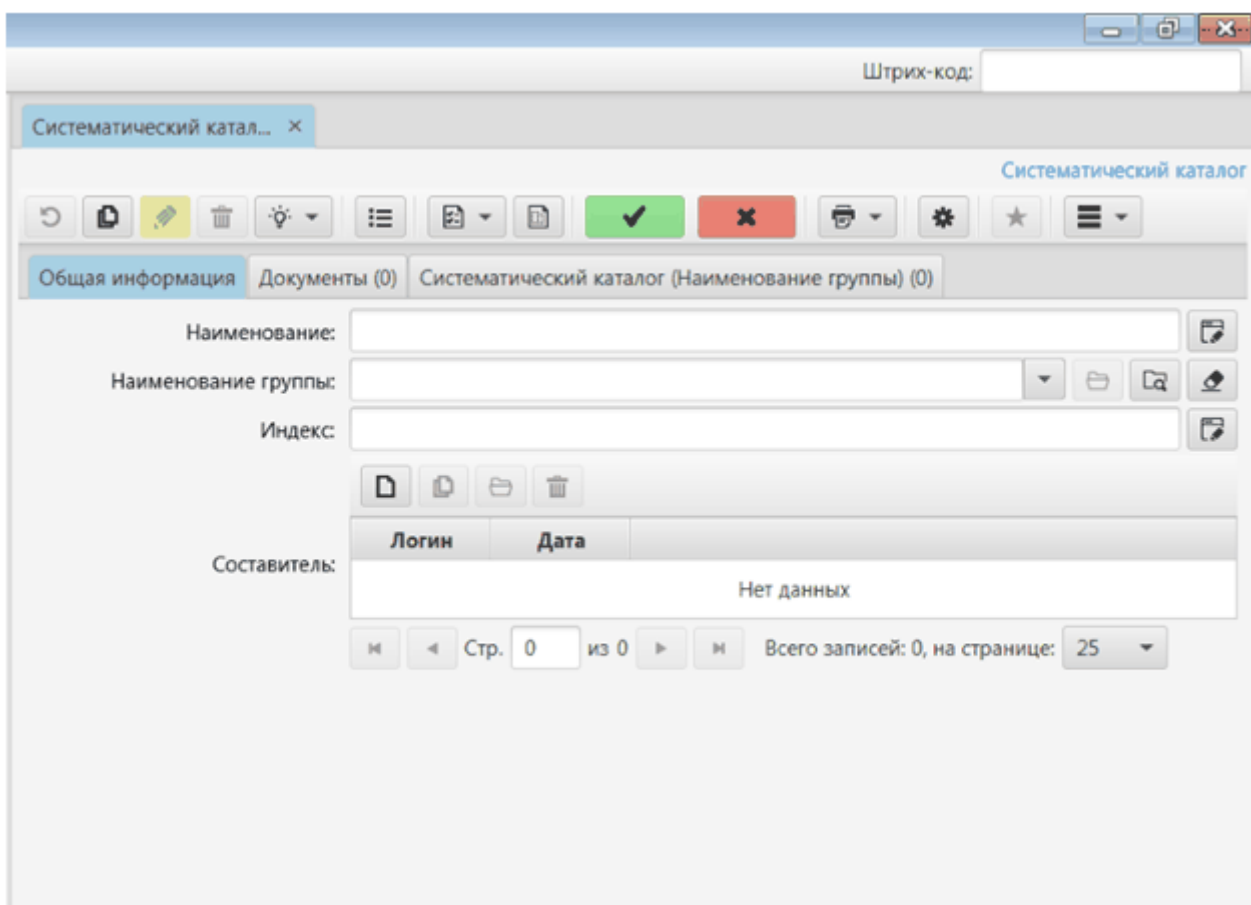 Штрих-код:
Систематический катал... ×
Систематический каталог
Общая информация Документы (0) Систематический каталог (Наименование группы) (0)
Наименование:
Наименование группы:
Индекс:
Логин Дата
Составитель:
Нет данных
Стр. 0 из 0 Всего записей: 0, на странице: 25